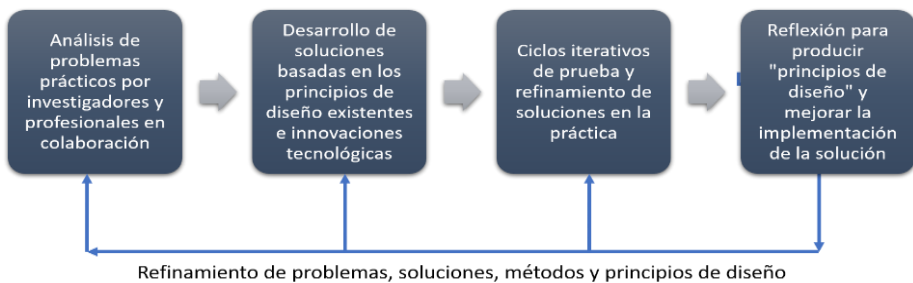 Análisis de
problemas
prácticos por
investigadores y
profesionales en
colaboración
Desarrollo de
soluciones
basadas en los
principios de
diseño existentes
e innovaciones
tecnológicas
Ciclos iterativos
de prueba y
refinamiento de
soluciones en la
práctica
Reflexión para
producir
"principios de
diseño" y
mejorar la
implementación
de la solución
Refinamiento de problemas, soluciones, métodos y principios de diseño